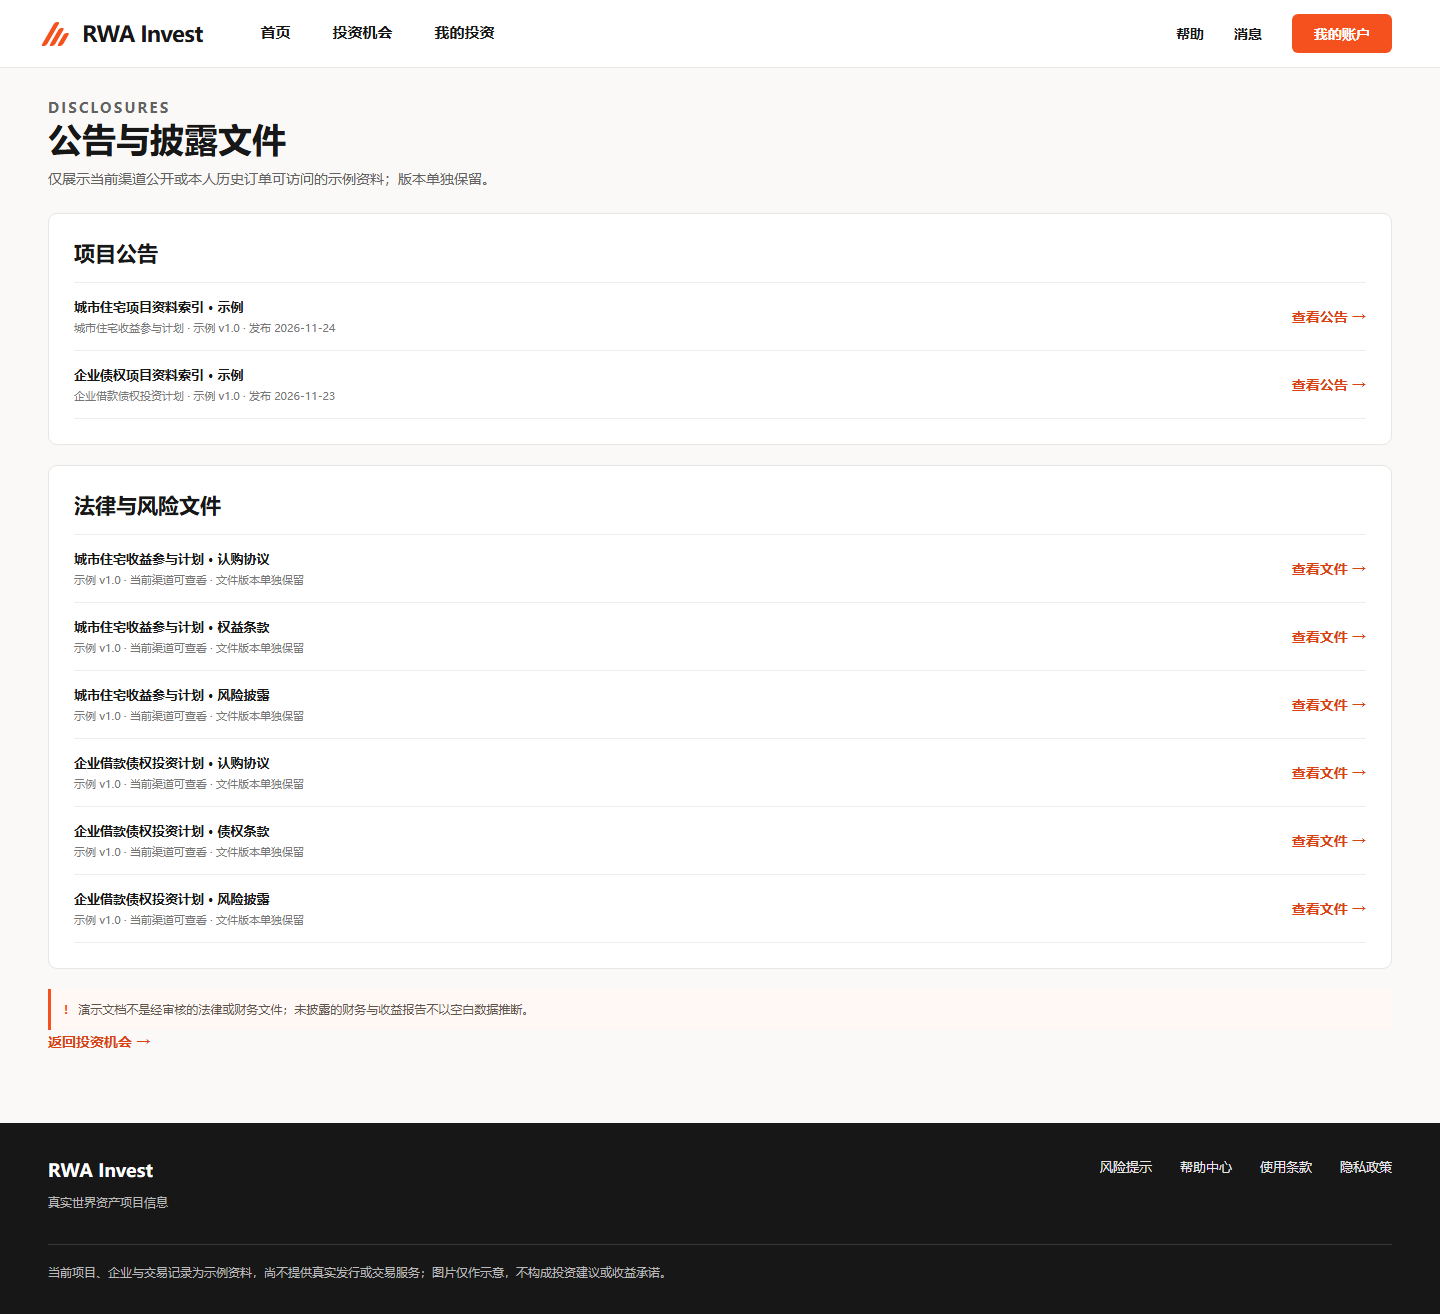 RWA Invest
首页
投资机会
我的投资
帮助
消息
我的账户
DISCLOSURES
公告与披露文件
仅展示当前渠道公开或本人历史订单可访问的示例资料；版本单独保留。
项目公告
城市住宅项目资料索引 • 示例
城市住宅收益参与计划 · 示例 v1.0 · 发布 2026-11-24
查看公告 →
企业债权项目资料索引 • 示例
企业借款债权投资计划 · 示例 v1.0 · 发布 2026-11-23
查看公告 →
法律与风险文件
城市住宅收益参与计划 • 认购协议
示例 v1.0 · 当前渠道可查看 · 文件版本单独保留
查看文件 →
城市住宅收益参与计划 • 权益条款
示例 v1.0 · 当前渠道可查看 · 文件版本单独保留
查看文件 →
城市住宅收益参与计划 • 风险披露
示例 v1.0 · 当前渠道可查看 · 文件版本单独保留
查看文件 →
企业借款债权投资计划 • 认购协议
示例 v1.0 · 当前渠道可查看 · 文件版本单独保留
查看文件 →
企业借款债权投资计划 • 债权条款
示例 v1.0 · 当前渠道可查看 · 文件版本单独保留
查看文件 →
企业借款债权投资计划 • 风险披露
示例 v1.0 · 当前渠道可查看 · 文件版本单独保留
查看文件 →
! 演示文档不是经审核的法律或财务文件；未披露的财务与收益报告不以空白数据推断。
返回投资机会 →
RWA Invest
真实世界资产项目信息
风险提示
帮助中心
使用条款
隐私政策
当前项目、企业与交易记录为示例资料，尚不提供真实发行或交易服务；图片仅作示意，不构成投资建议或收益承诺。